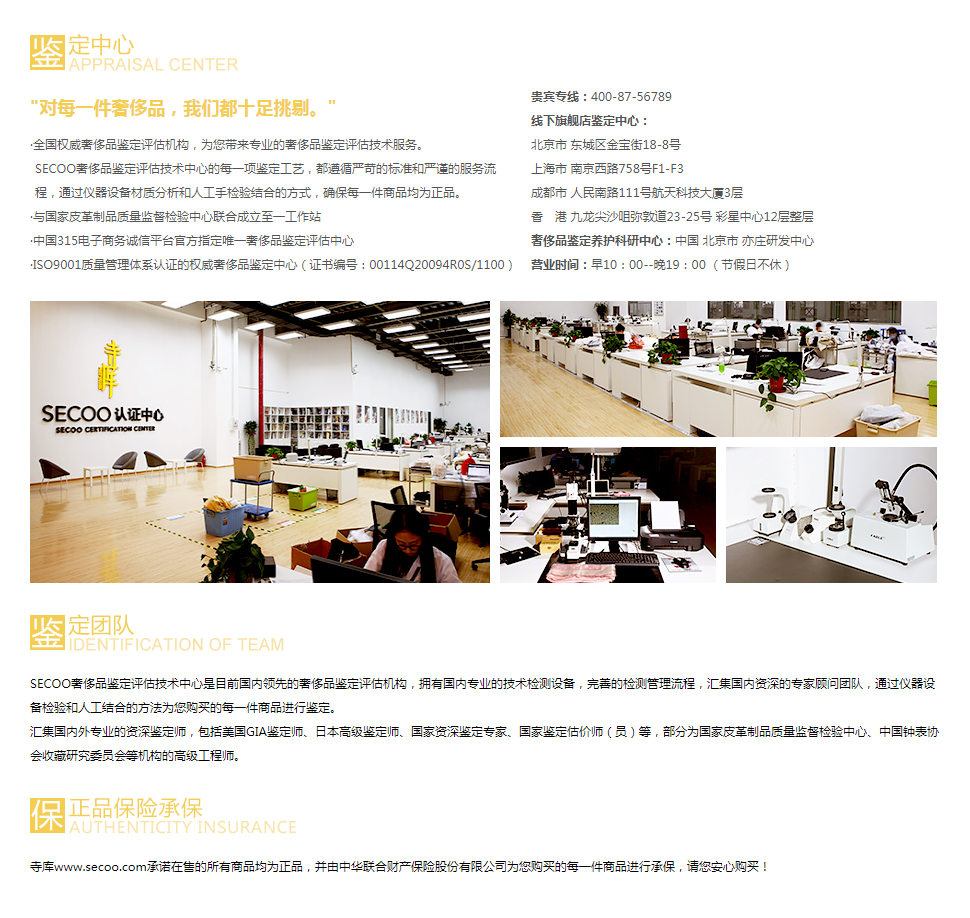 鉴定中心
APPRAISAL CENTER
"对每一件奢侈品，我们都十足挑剔。"
·全国权威奢侈品鉴定评估机构，为您带来专业的奢侈品鉴定评估技术服务。
SECOO奢侈品鉴定评估技术中心的每一项鉴定工艺，都遵循严苛的标准和严谨的服务流
程，通过仪器设备材质分析和人工手检验结合的方式，确保每一件商品均为正品。
·与国家皮革制品质量监督检验中心联合成立至一工作站
·中国315电子商务诚信平台官方指定唯一奢侈品鉴定评估中心
·ISO9001质量管理体系认证的权威奢侈品鉴定中心（证书编号：00114Q20094R0S/1100）
贵宾专线：400-87-56789
线下旗舰店鉴定中心：
北京市 东城区金宝街18-8号
上海市 南京西路758号F1-F3
成都市 人民南路111号航天科技大厦3层
香　港 九龙尖沙咀弥敦道23-25号 彩星中心12层整层
奢侈品鉴定养护科研中心：中国 北京市 亦庄研发中心
营业时间：早10：00--晚19：00（节假日不休）
SECOO 认证中心
SECOO CERTIFICATION CENTER
鉴定团队
IDENTIFICATION OF TEAM
SECOO奢侈品鉴定评估技术中心是目前国内领先的奢侈品鉴定评估机构，拥有国内专业的技术检测设备，完善的检测管理流程，汇集国内资深的专家顾问团队，通过仪器设
备检验和人工结合的方法为您购买的每一件商品进行鉴定。
汇集国内外专业的资深鉴定师，包括美国GIA鉴定师、日本高级鉴定师、国家资深鉴定专家、国家鉴定估价师（员）等，部分为国家皮革制品质量监督检验中心、中国钟表协
会收藏研究委员会等机构的高级工程师。
保 正品保险承保
AUTHENTICITY INSURANCE
寺库www.secoo.com承诺在售的所有商品均为正品，并由中华联合财产保险股份有限公司为您购买的每一件商品进行承保，请您安心购买！